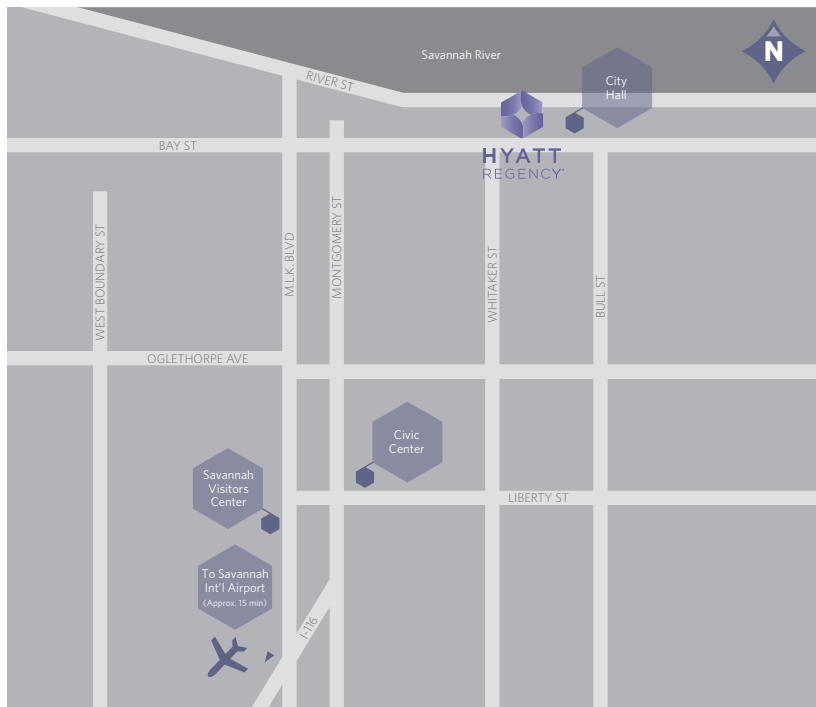 Savannah River
N
City
Hall
RIVER ST
BAY ST
HYATT
REGENCY
WEST BOUNDARY ST
M.L.K. BLVD
MONTGOMERY ST
WHITAKER ST
BULL ST
OGLETHORPE AVE
Civic
Center
Savannah
Visitors
Center
LIBERTY ST
To Savannah
Int'l Airport
(Approx. 15 min)
I-116